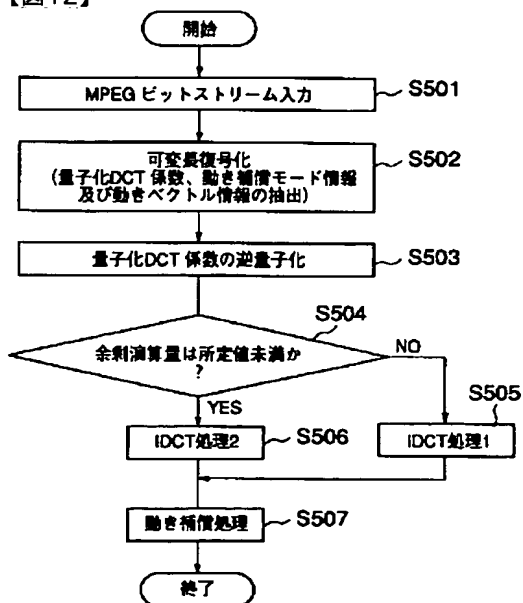 【図12】
開始
MPEG ビットストリーム入力
S501
可変長復号化
(量子化DCT 係数、動き補償モード情報
及び動きベクトル情報の抽出)
S502
量子化DCT 係数の逆量子化
S503
S504
余剰演算量は所定値未満か
?
NO
YES
S505
IDCT処理2
S506
IDCT処理1
動き補償処理
S507
終了